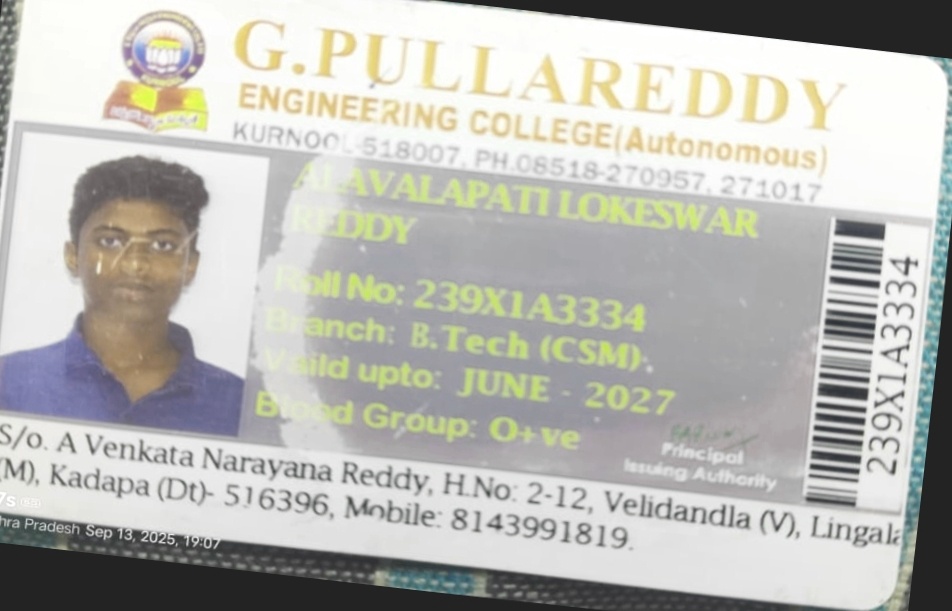 G.PULLAREDDY
ENGINEERING COLLEGE(Autonomous)
KURNOOL-518007, PH.08518-270957, 271017
ALAVALAPATI LOKESWAR
REDDY
Roll No: 239X1A3334
Branch: B.Tech (CSM).
Vaild upto: JUNE - 2027
Blood Group: O+ve
Principal
Issuing Authority
239X1A3334
S/o. A Venkata Narayana Reddy, H.No: 2-12, Velidandla (V), Lingala
(M), Kadapa (Dt)- 516396, Mobile: 8143991819.
hra Pradesh Sep 13, 2025, 19:07